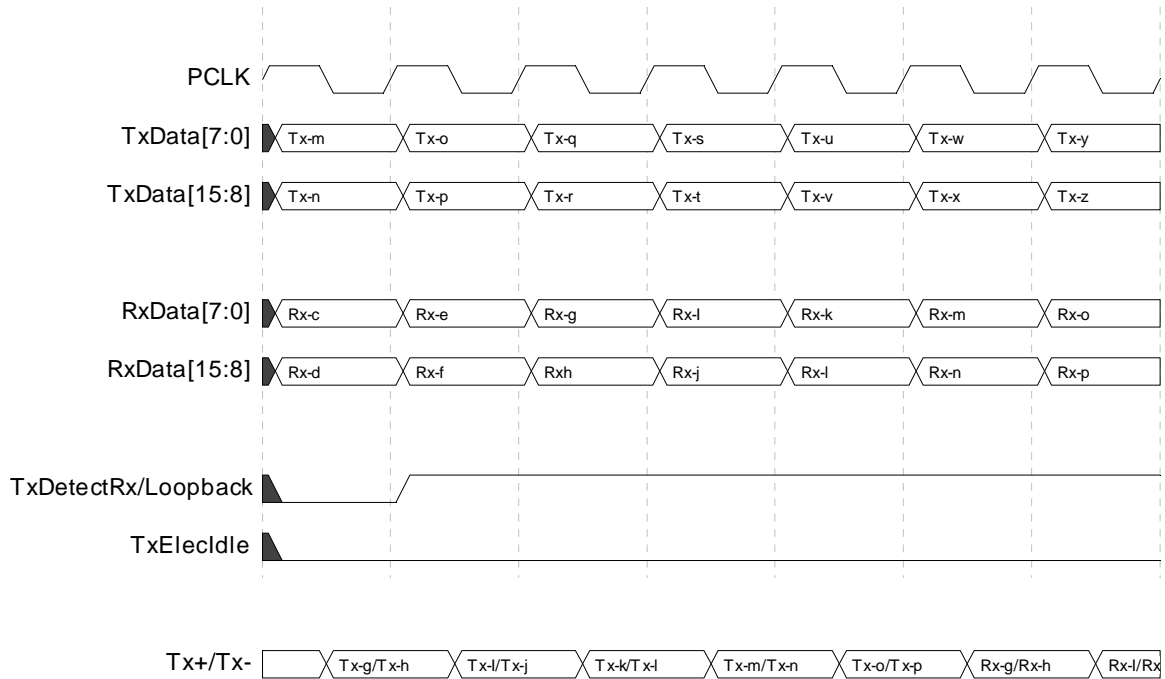 PCLK
TxData[7:0] Tx-m Tx-o Tx-q Tx-s Tx-u Tx-w Tx-y
TxData[15:8] Tx-n Tx-p Tx-r Tx-t Tx-v Tx-x Tx-z
RxData[7:0] Rx-c Rx-e Rx-g Rx-l Rx-k Rx-m Rx-o
RxData[15:8] Rx-d Rx-f Rxh Rx-j Rx-l Rx-n Rx-p
TxDetectRx/Loopback
TxElecIdle
Tx+/Tx- Tx-g/Tx-h Tx-l/Tx-j Tx-k/Tx-l Tx-m/Tx-n Tx-o/Tx-p Rx-g/Rx-h Rx-l/Rx